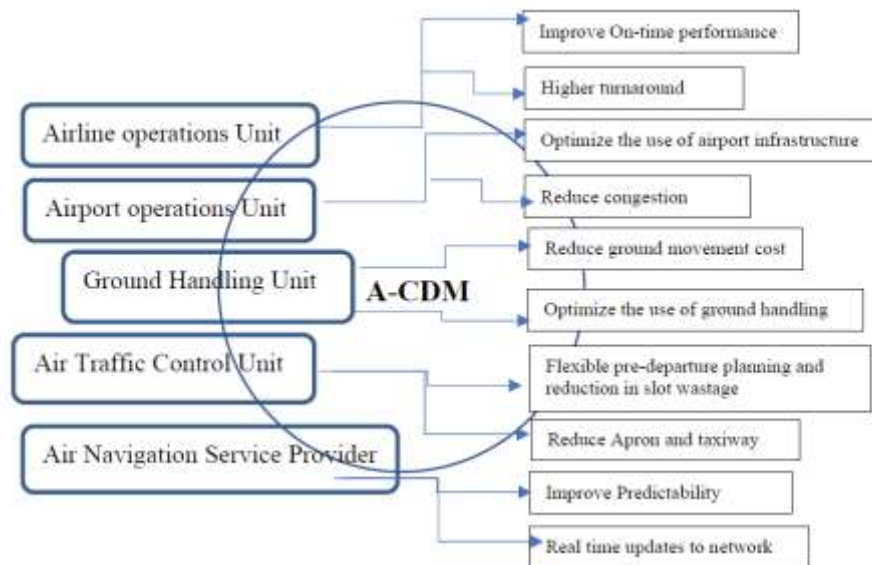 Improve On-time performance
Higher turnaround
Airline operations Unit
Optimize the use of airport infrastructure
Airport operations Unit
Reduce congestion
Reduce ground movement cost
Ground Handling Unit
A-CDM
Optimize the use of ground handling
Air Traffic Control Unit
Flexible pre-departure planning and
reduction in slot wastage
Reduce Apron and taxiway
Air Navigation Service Provider
Improve Predictability
Real time updates to network